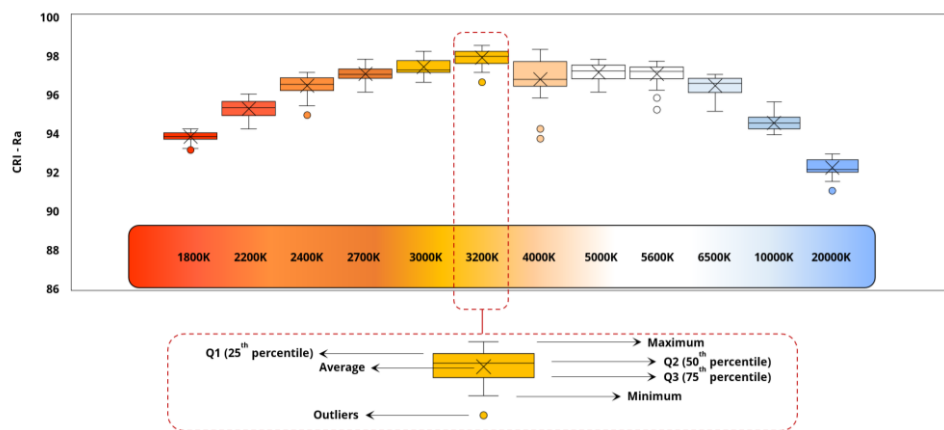 100
98
96
94
92
90
88
86
CRI - Ra
1800K 2200K 2400K 2700K 3000K 3200K 4000K 5000K 5600K 6500K 10000K 20000K
Maximum
Q1 (25th percentile)
Q2 (50th percentile)
Average
Q3 (75th percentile)
Minimum
Outliers